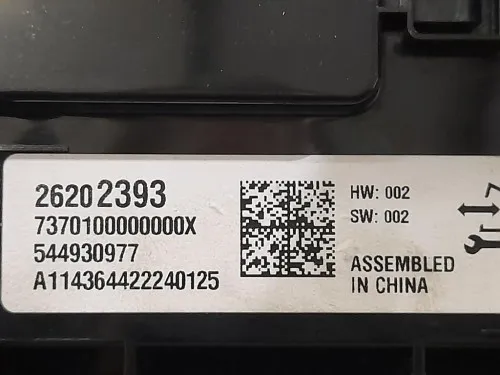 26202393
7370100000000X
544930977
A114364422240125
HW: 002
SW: 002
ASSEMBLED
IN CHINA